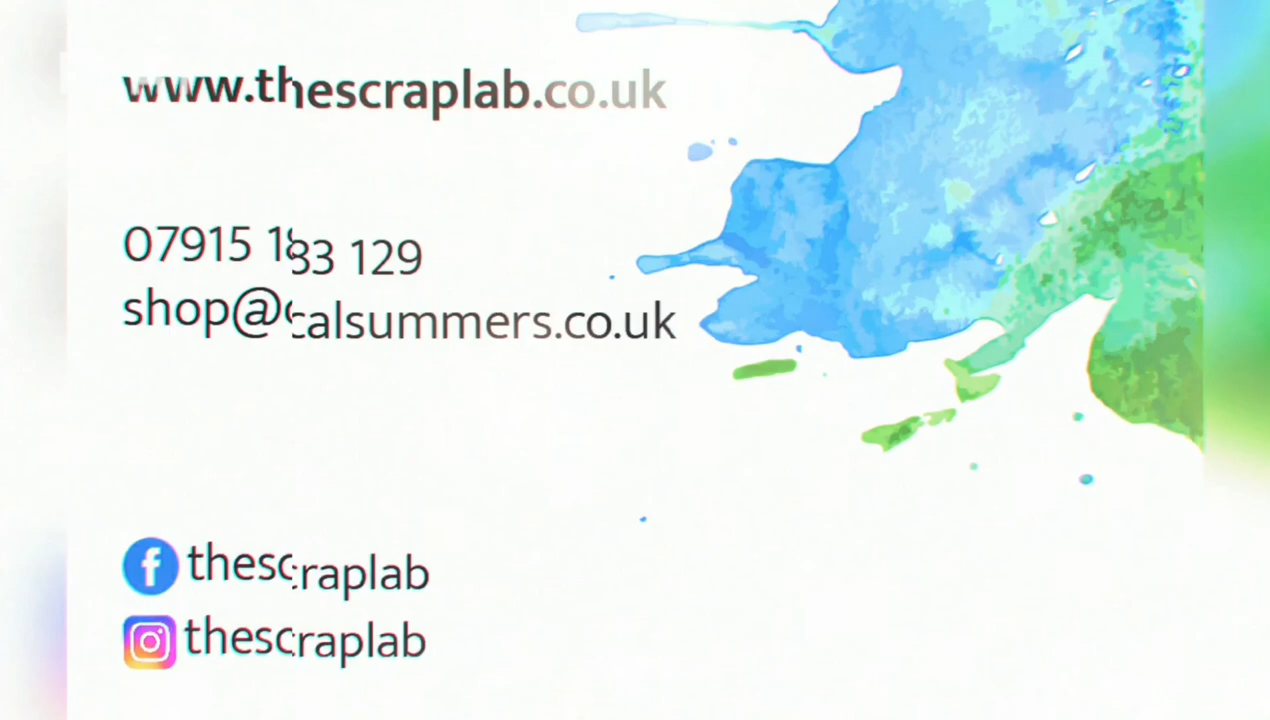 www.thescraplab.co.uk
07915 183 129
shop@calsummers.co.uk
thescraplab
thescraplab